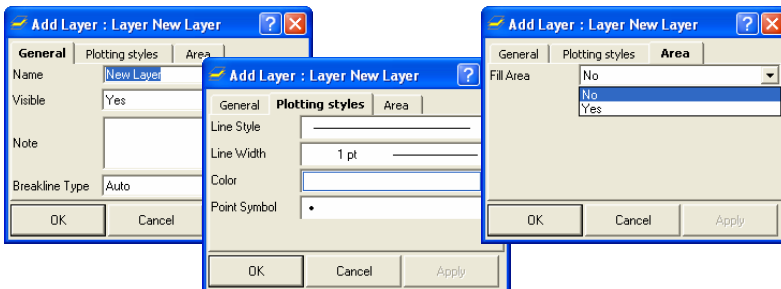 Add Layer : Layer New Layer
General Plotting styles Area
Name New Layer
Visible Yes
Note
Breakline Type Auto
OK Cancel
Add Layer : Layer New Layer
General Plotting styles Area
Line Style
Line Width 1 pt
Color
Point Symbol
OK Cancel Apply
Add Layer : Layer New Layer
General Plotting styles Area
Fill Area No
No
Yes
OK Cancel Apply